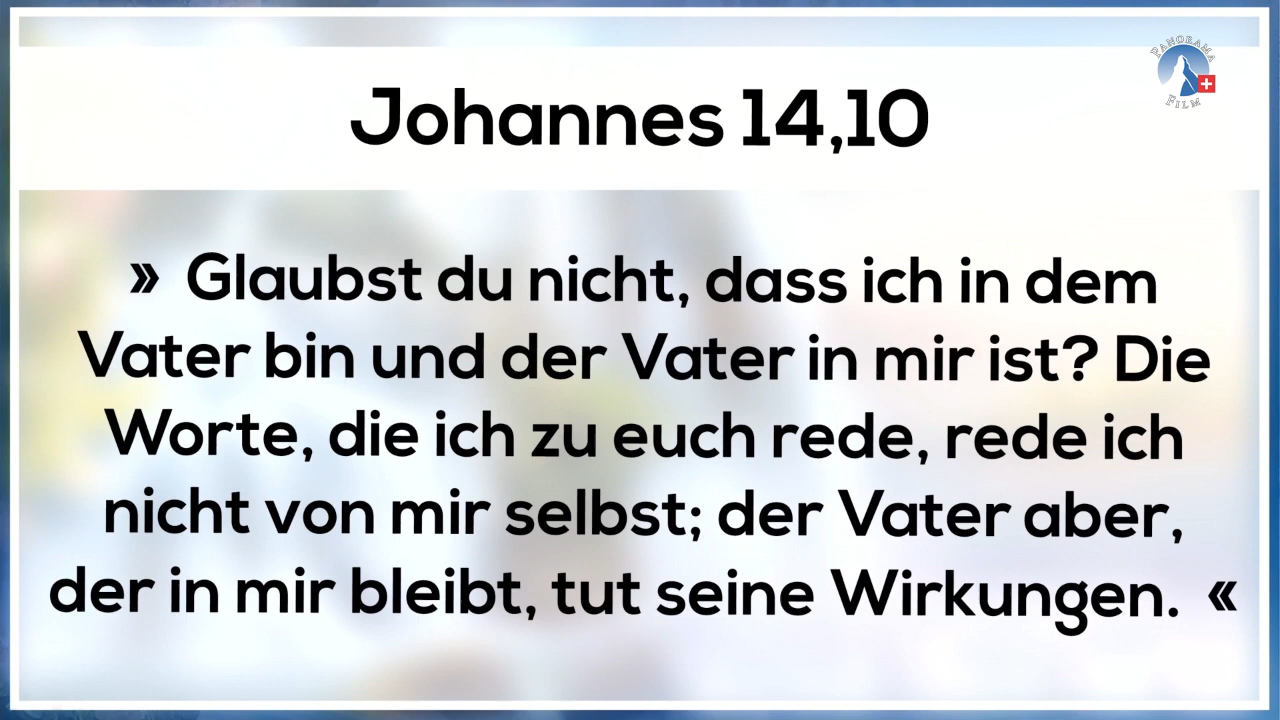 PANORAMA
FILM
Johannes 14,10
» Glaubst du nicht, dass ich in dem
Vater bin und der Vater in mir ist? Die
Worte, die ich zu euch rede, rede ich
nicht von mir selbst; der Vater aber,
der in mir bleibt, tut seine Wirkungen. «